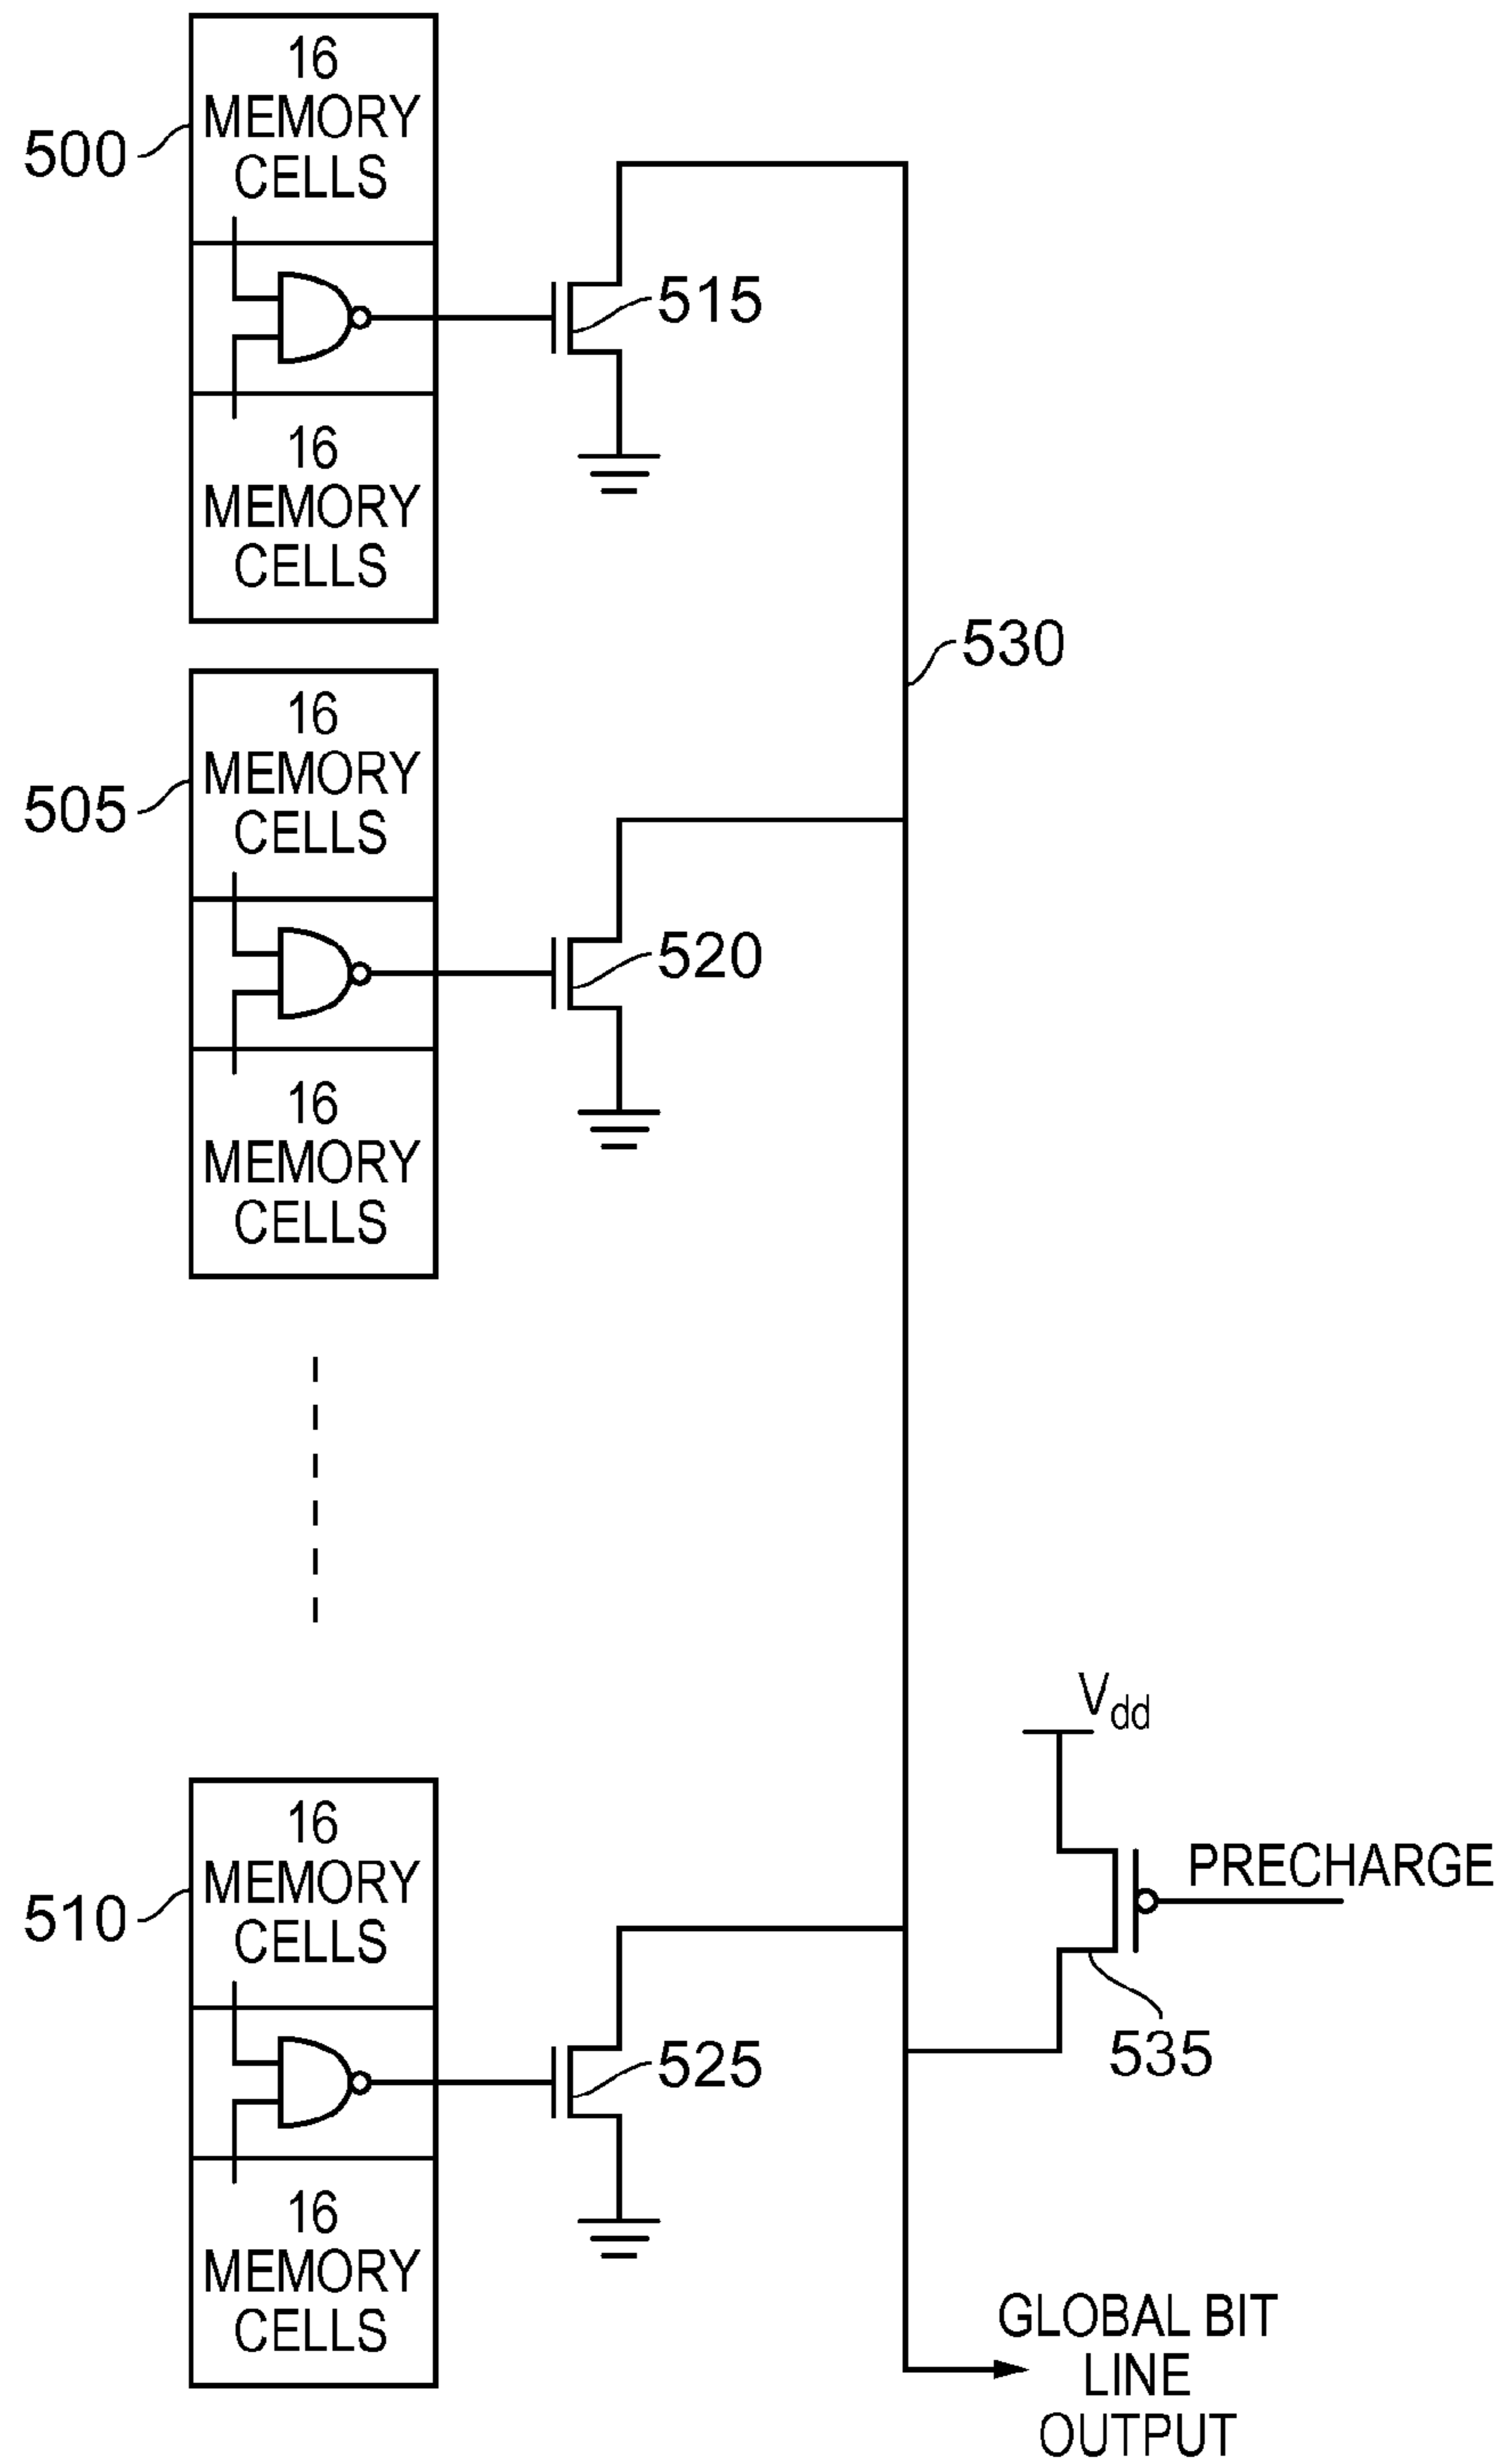 16
MEMORY
CELLS
500
515
16
MEMORY
CELLS
530
16
MEMORY
CELLS
505
520
16
MEMORY
CELLS
Vdd
16
MEMORY
CELLS
510
PRECHARGE
535
525
16
MEMORY
CELLS
GLOBAL BIT
LINE
OUTPUT